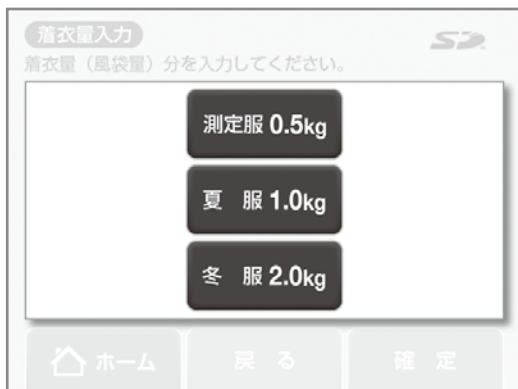 着衣量入力
SD
着衣量（風袋量）分を入力してください。
測定服 0.5kg
夏　服 1.0kg
冬　服 2.0kg
ホーム
戻　る
確　定